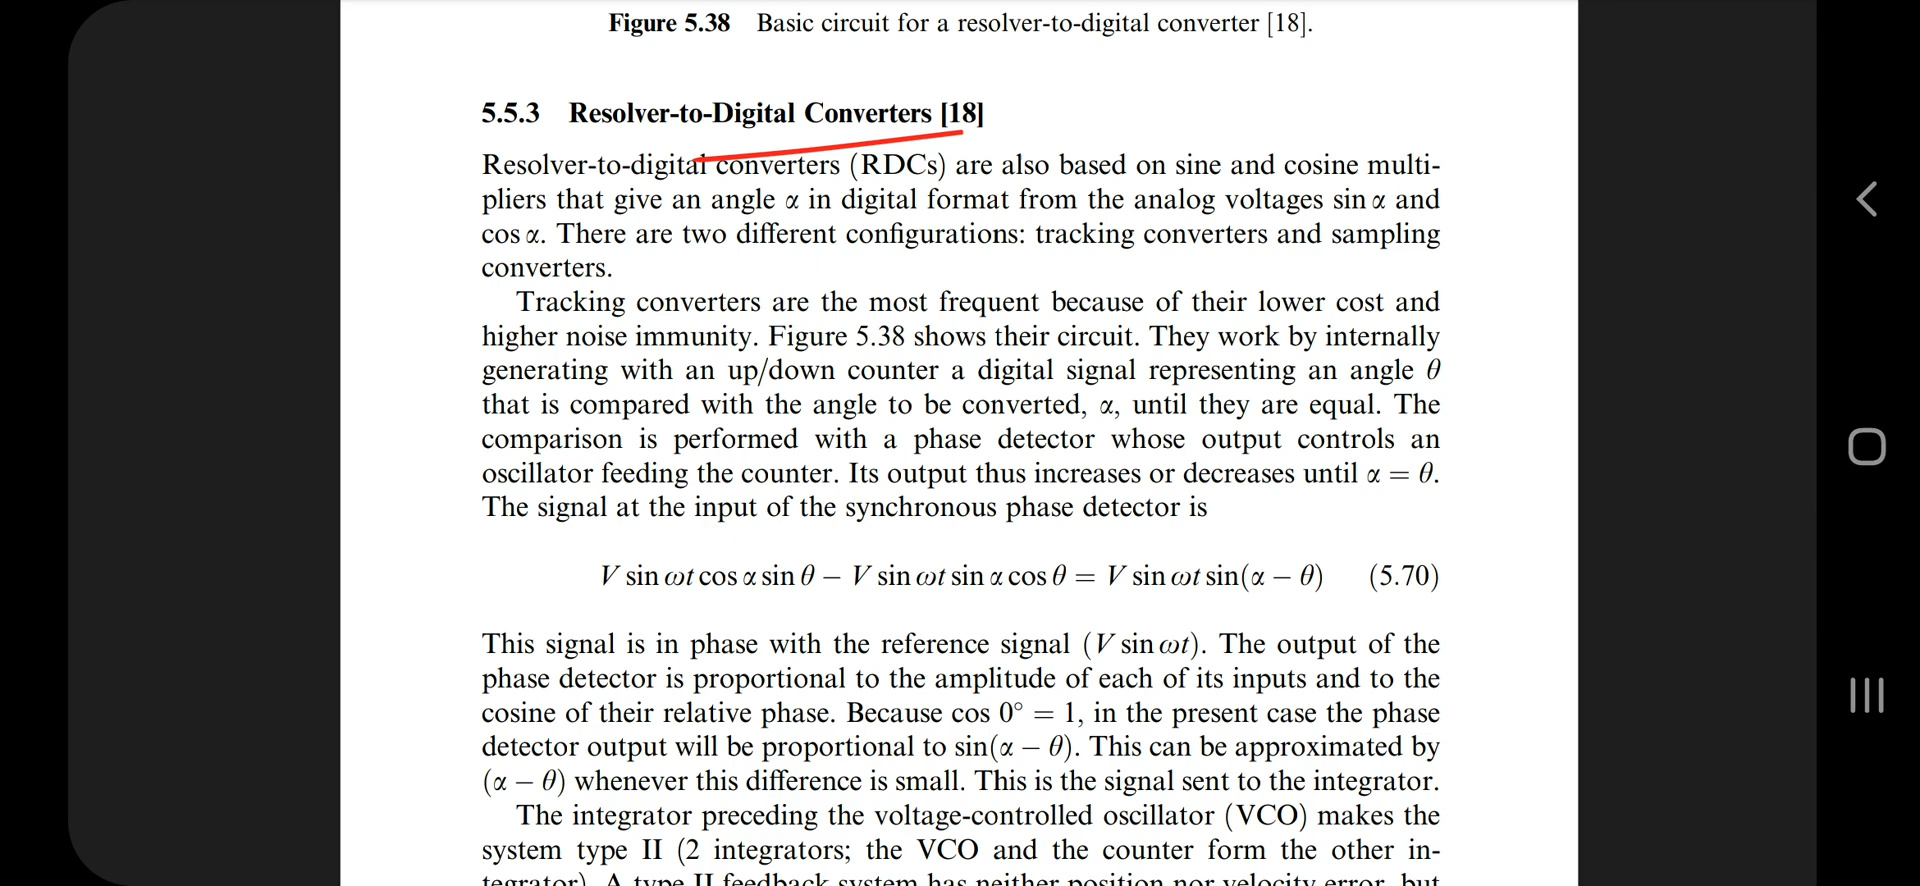 Figure 5.38 Basic circuit for a resolver-to-digital converter [18].
5.5.3 Resolver-to-Digital Converters [18]
Resolver-to-digital converters (RDCs) are also based on sine and cosine multi-
pliers that give an angle α in digital format from the analog voltages sin α and
cos α. There are two different configurations: tracking converters and sampling
converters.
Tracking converters are the most frequent because of their lower cost and
higher noise immunity. Figure 5.38 shows their circuit. They work by internally
generating with an up/down counter a digital signal representing an angle θ
that is compared with the angle to be converted, α, until they are equal. The
comparison is performed with a phase detector whose output controls an
oscillator feeding the counter. Its output thus increases or decreases until α = θ.
The signal at the input of the synchronous phase detector is
V sin ωt cos α sin θ − V sin ωt sin α cos θ = V sin ωt sin(α − θ) (5.70)
This signal is in phase with the reference signal (V sin ωt). The output of the
phase detector is proportional to the amplitude of each of its inputs and to the
cosine of their relative phase. Because cos 0° = 1, in the present case the phase
detector output will be proportional to sin(α − θ). This can be approximated by
(α − θ) whenever this difference is small. This is the signal sent to the integrator.
The integrator preceding the voltage-controlled oscillator (VCO) makes the
system type II (2 integrators; the VCO and the counter form the other in-
tegrator). A type II feedback system has neither position nor velocity error, but